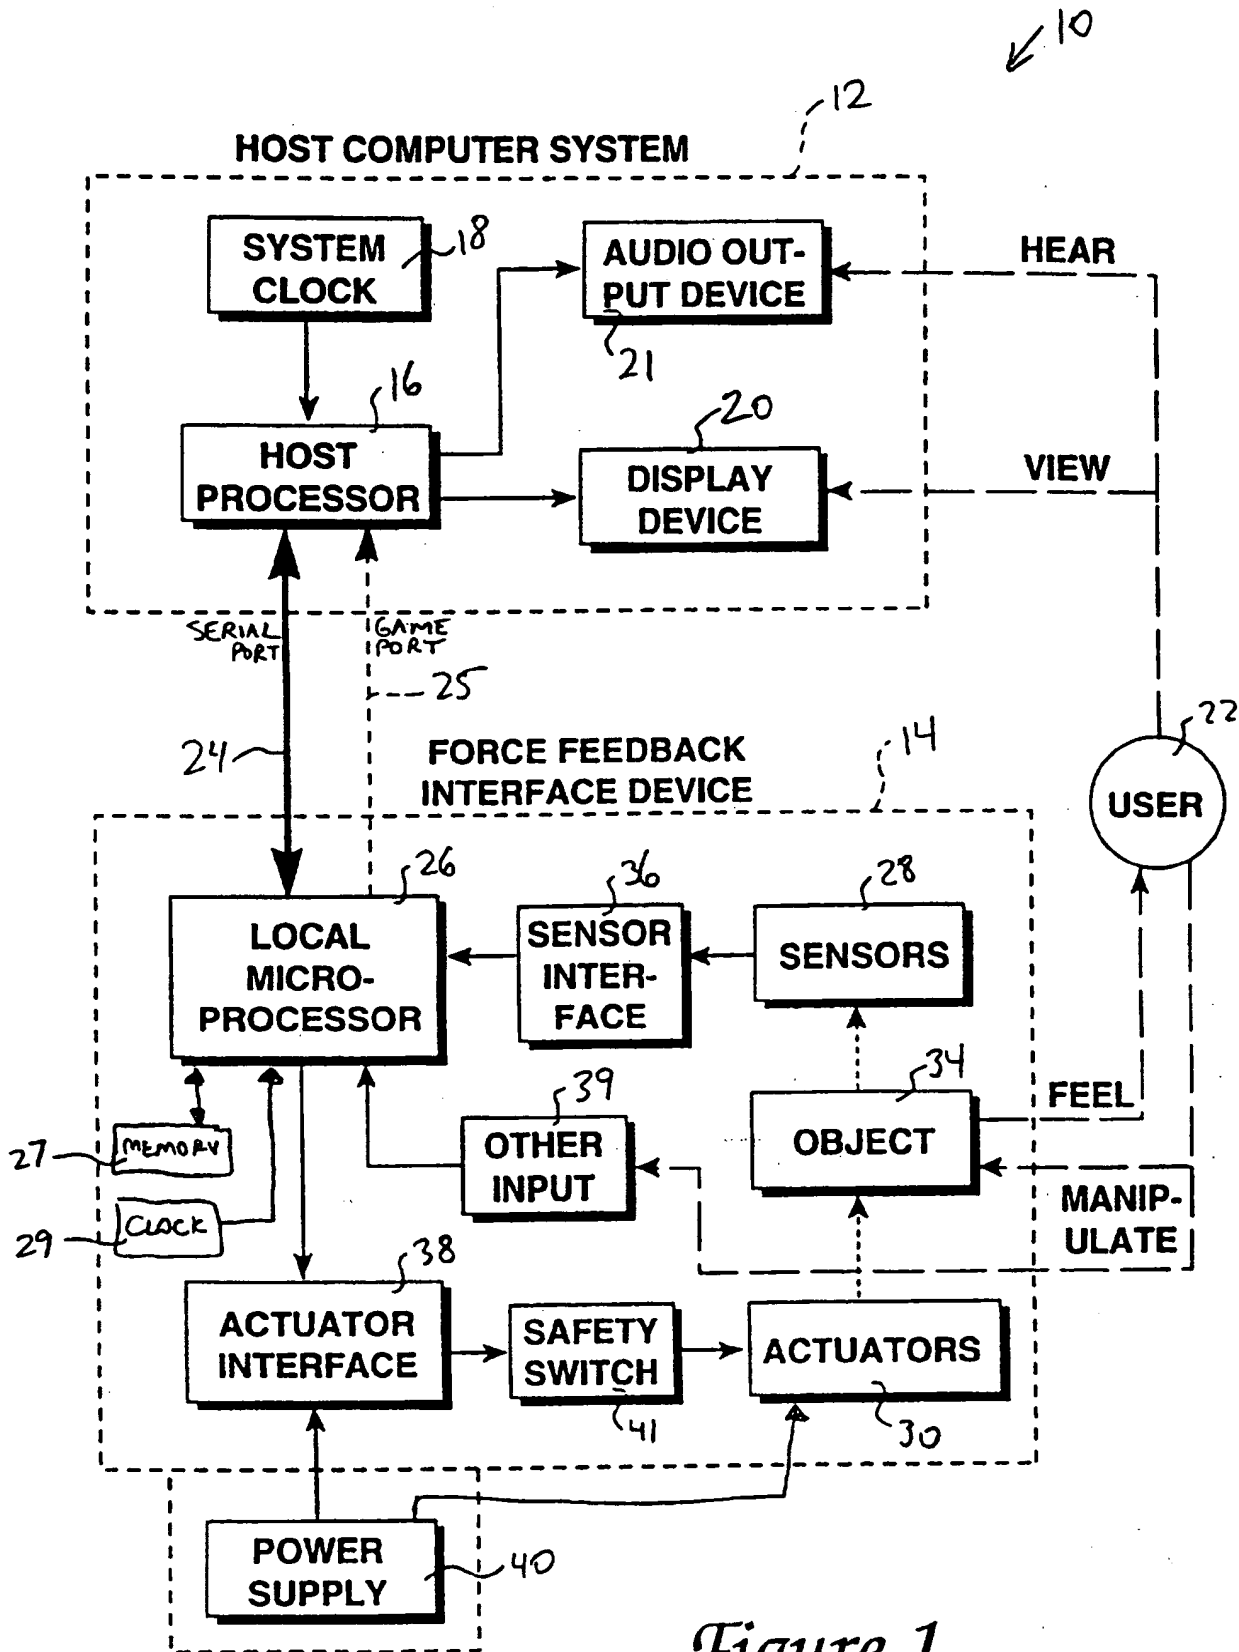 10
12
HOST COMPUTER SYSTEM
SYSTEM
CLOCK
18
AUDIO OUT-
PUT DEVICE
21
HEAR
16
HOST
PROCESSOR
20
DISPLAY
DEVICE
VIEW
SERIAL
PORT
GAME
PORT
25
24
FORCE FEEDBACK
INTERFACE DEVICE
14
22
USER
26
LOCAL
MICRO-
PROCESSOR
36
SENSOR
INTER-
FACE
28
SENSORS
34
OBJECT
FEEL
39
OTHER
INPUT
MANIP-
ULATE
27
MEMORY
29
CLOCK
38
ACTUATOR
INTERFACE
SAFETY
SWITCH
41
ACTUATORS
30
POWER
SUPPLY
40
Figure 1